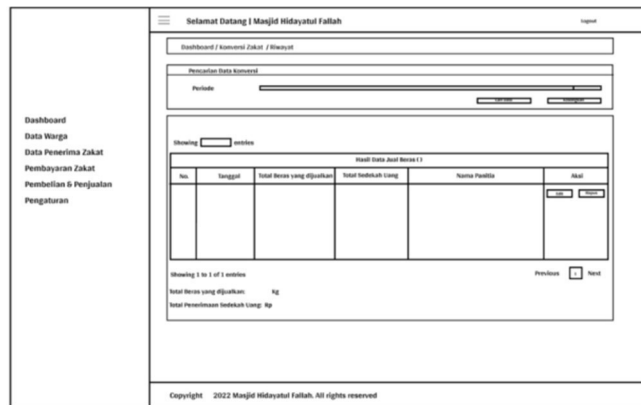 Selamat Datang | Masjid Hidayatul Fallah
Logout
Dashboard / konversi Zakat / Riwayat
Pencarian Data konversi
Periode
Dashboard
Data Warga
Data Penerima Zakat
Pembayaran Zakat
Pembelian & Penjualan
Pengaturan
Showing entries
Hasil Data Jual Beras ( )
No. Tanggal Total Beras yang dijualkan Total Sedekah Uang Nama Panitia Aksi
Showing 1 to 1 of 1 entries
Previous 1 Next
Total Beras yang dijualkan: Kg
Total Penerimaan Sedekah Uang: Rp
Copyright 2022 Masjid Hidayatul Fallah. All rights reserved